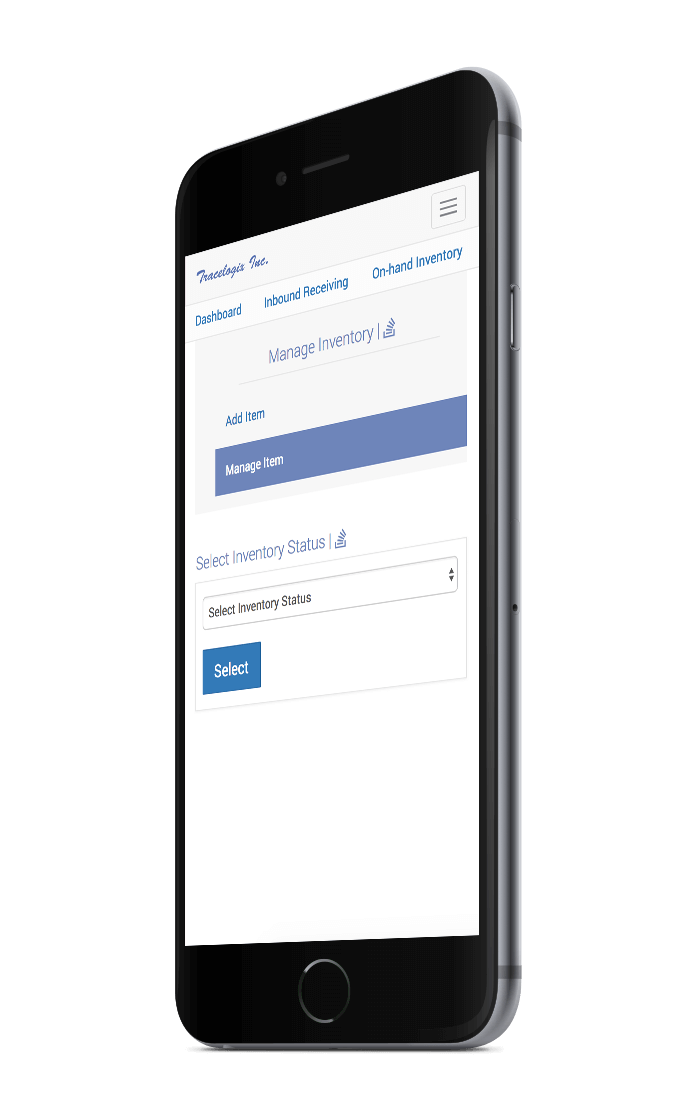 Tracelogix Inc.
Dashboard Inbound Receiving On-hand Inventory
Manage Inventory |
Add Item
Manage Item
Select Inventory Status |
Select Inventory Status
Select